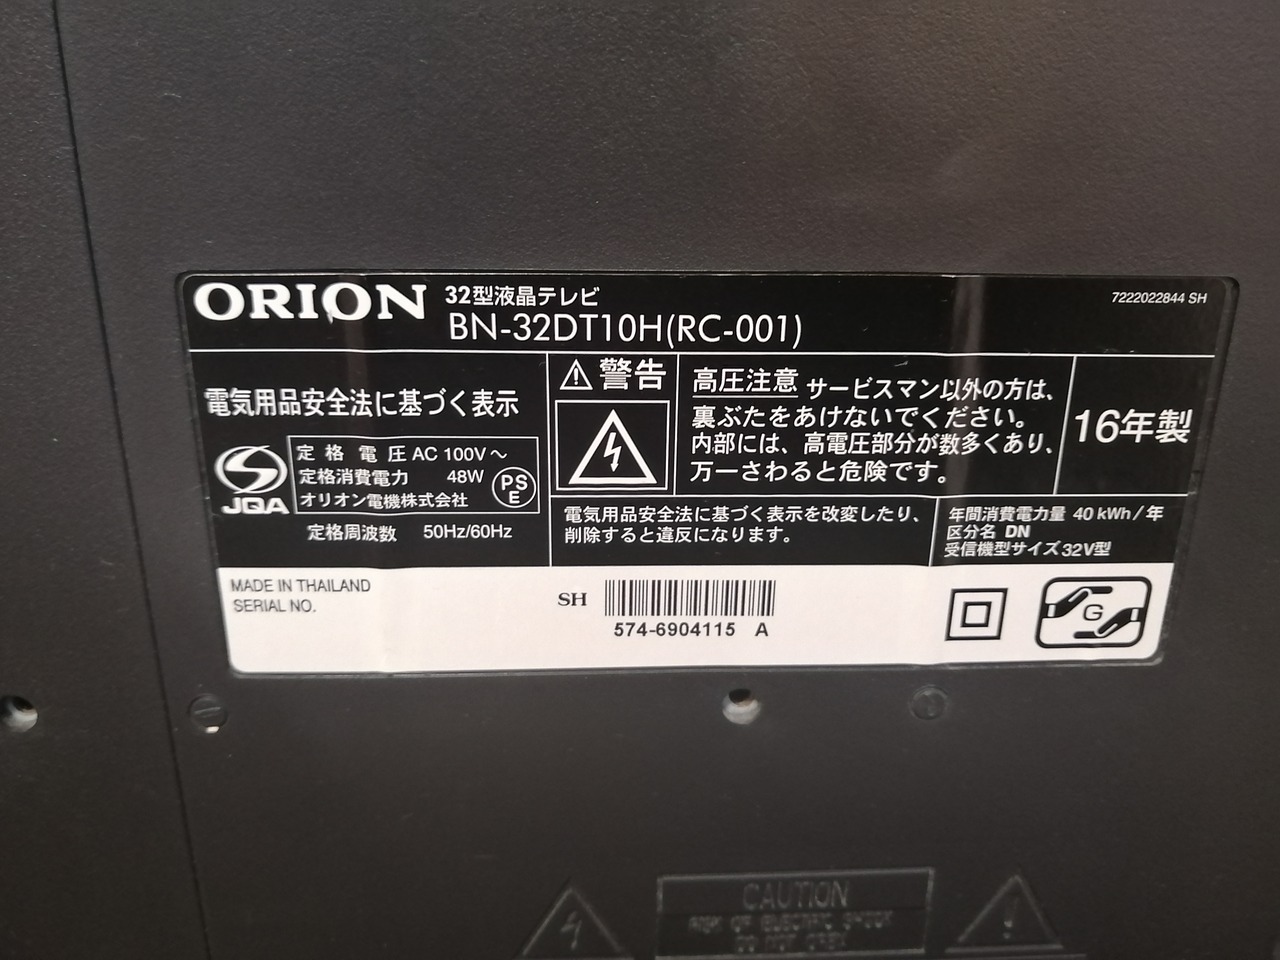 ORION 32型液晶テレビ
BN-32DT10H(RC-001)
7222022844 SH
電気用品安全法に基づく表示
JQA
定格電圧 AC 100V～
定格消費電力 48W
オリオン電機株式会社
PS
E
定格周波数 50Hz/60Hz
警告
高圧注意 サービスマン以外の方は、
裏ぶたをあけないでください。
内部には、高電圧部分が数多くあり、
万一さわると危険です。
16年製
電気用品安全法に基づく表示を改変したり、
削除すると違反になります。
年間消費電力量 40 kWh/年
区分名 DN
受信機型サイズ 32V型
MADE IN THAILAND
SERIAL NO.
SH
574-6904115 A
G
CAUTION
RISK OF ELECTRIC SHOCK
DO NOT OPEN